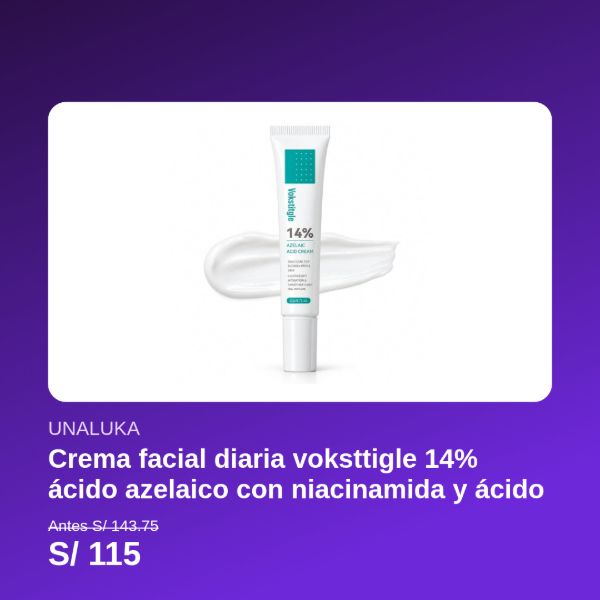 Voksttigle
14%
AZELAIC
ACID CREAM
UNALUKA
Crema facial diaria voksttigle 14%
ácido azelaico con niacinamida y ácido
Antes S/ 143.75
S/ 115